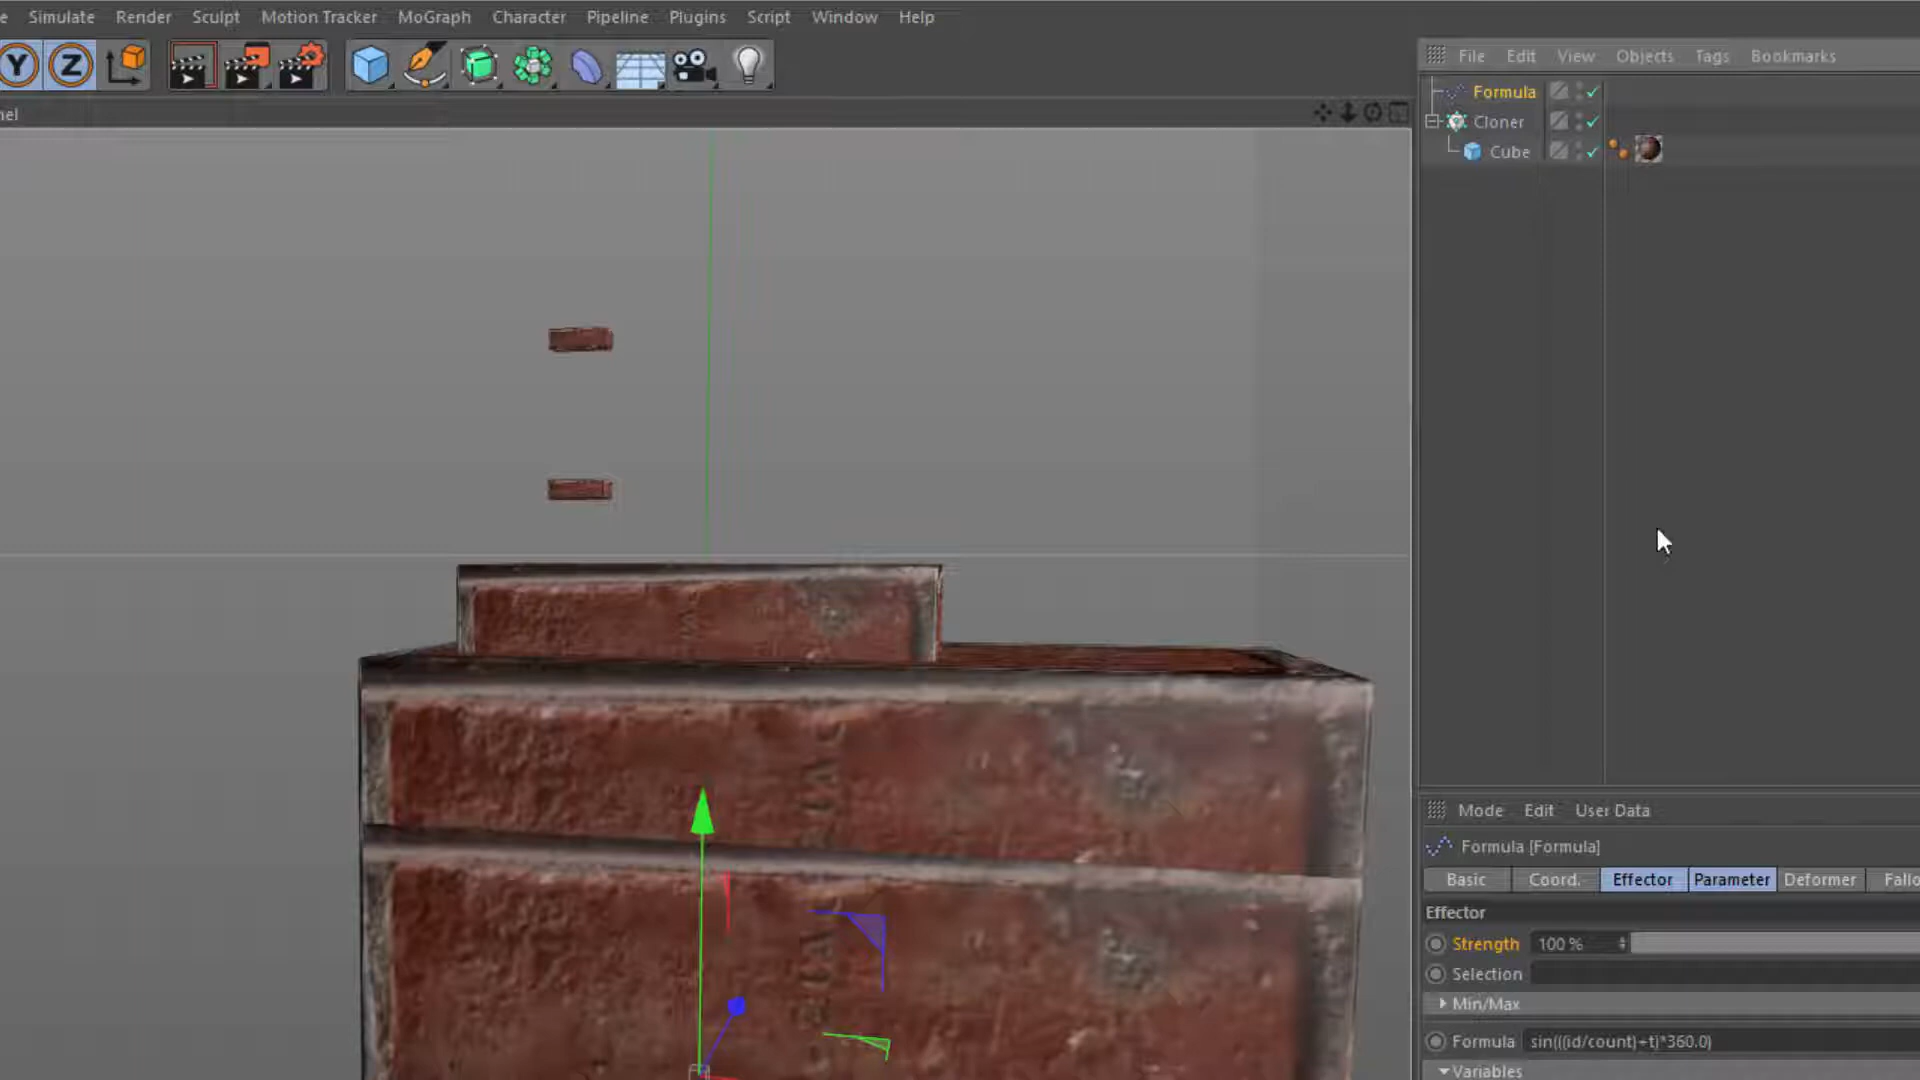 Simulate Render Sculpt Motion Tracker MoGraph Character Pipeline Plugins Script Window Help
Y Z
File Edit View Objects Tags Bookmarks
Formula
Cloner
Cube
Mode Edit User Data
Formula [Formula]
Basic Coord. Effector Parameter Deformer Fallo
Effector
Strength 100 %
Selection
Min/Max
Formula sin(((id/count)+t)*360.0)
Variables